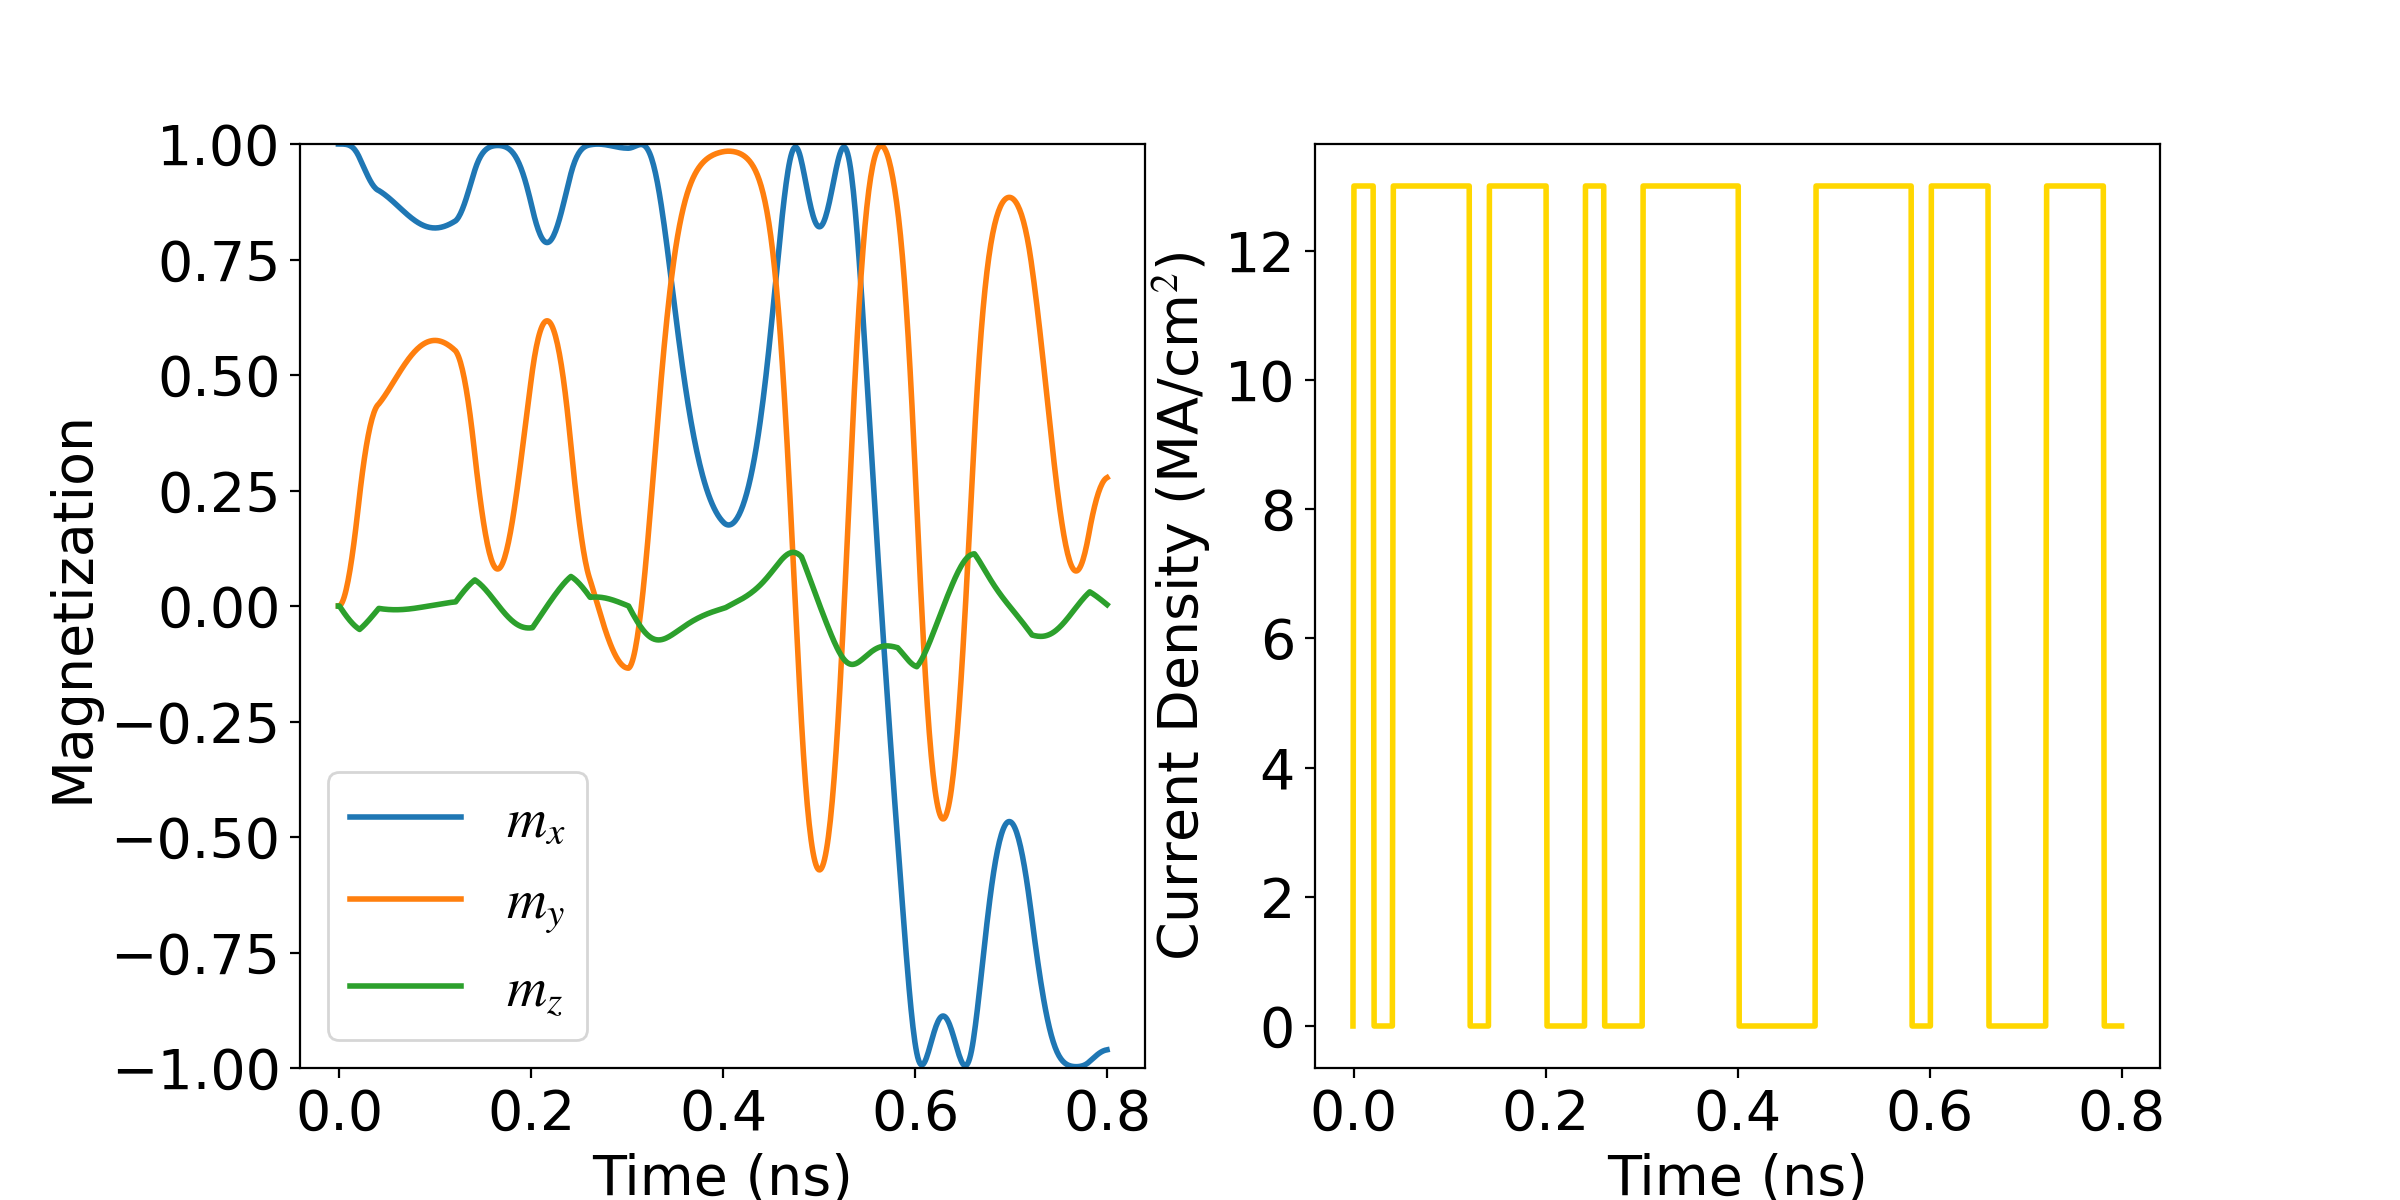 Magnetization
1.00
0.75
0.50
0.25
0.00
−0.25
−0.50
−0.75
−1.00
m_x
m_y
m_z
0.0 0.2 0.4 0.6 0.8
Time (ns)
Current Density (MA/cm²)
12
10
8
6
4
2
0
0.0 0.2 0.4 0.6 0.8
Time (ns)